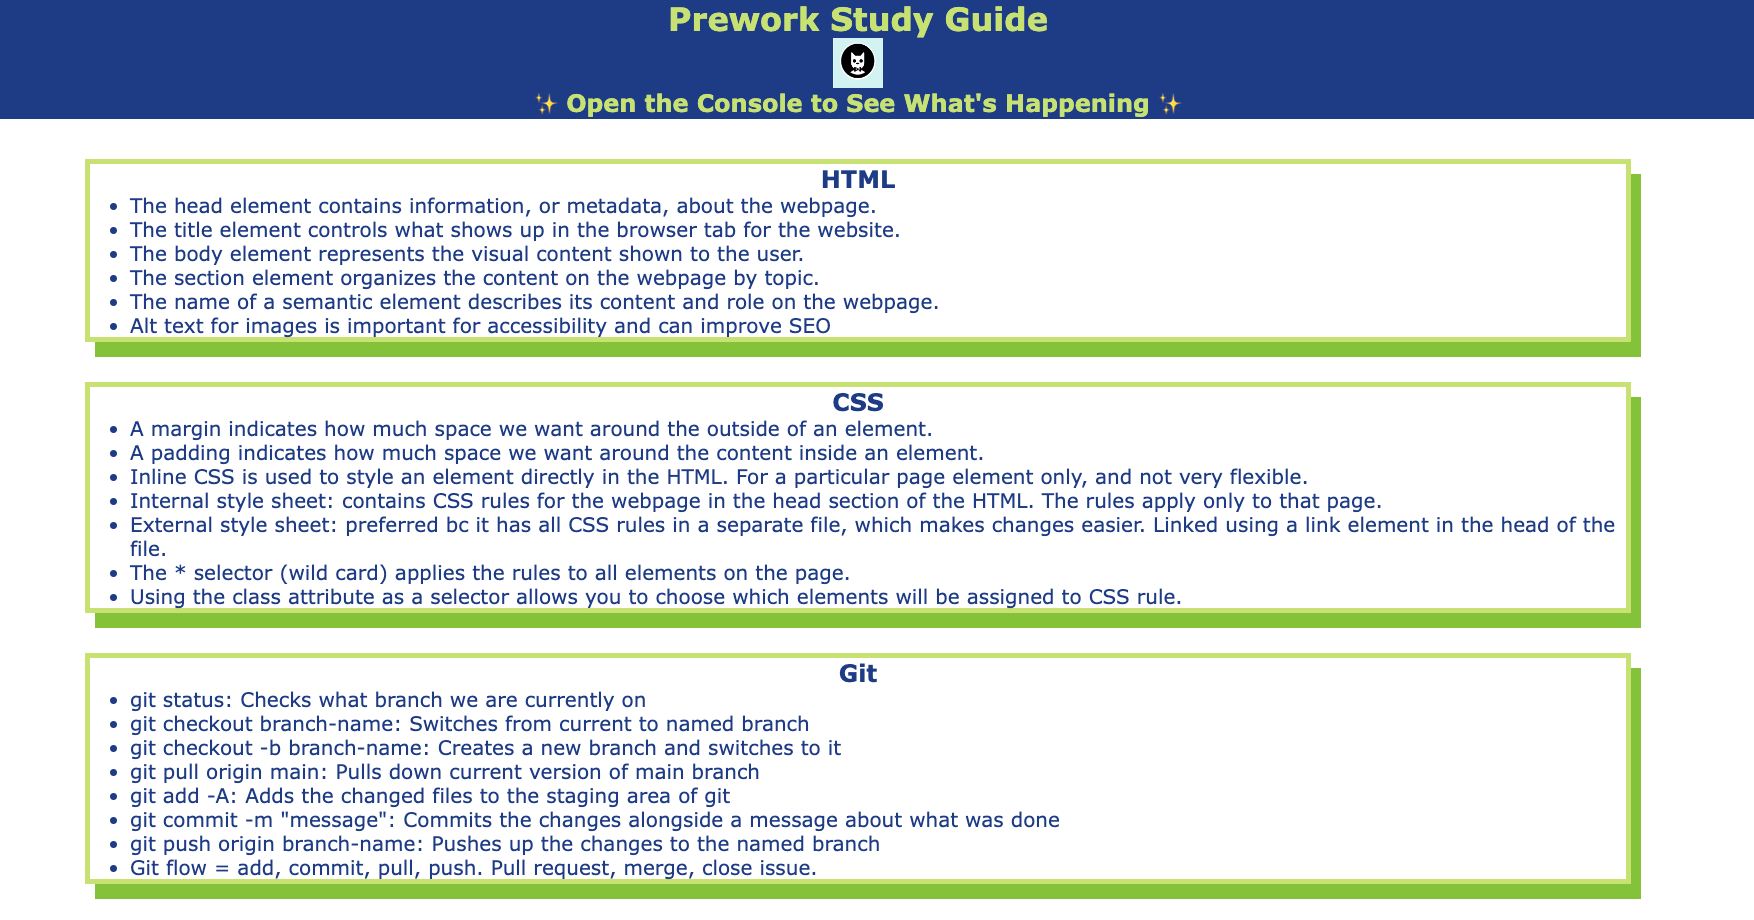 Prework Study Guide
✨ Open the Console to See What's Happening ✨
HTML
• The head element contains information, or metadata, about the webpage.
• The title element controls what shows up in the browser tab for the website.
• The body element represents the visual content shown to the user.
• The section element organizes the content on the webpage by topic.
• The name of a semantic element describes its content and role on the webpage.
• Alt text for images is important for accessibility and can improve SEO
CSS
• A margin indicates how much space we want around the outside of an element.
• A padding indicates how much space we want around the content inside an element.
• Inline CSS is used to style an element directly in the HTML. For a particular page element only, and not very flexible.
• Internal style sheet: contains CSS rules for the webpage in the head section of the HTML. The rules apply only to that page.
• External style sheet: preferred bc it has all CSS rules in a separate file, which makes changes easier. Linked using a link element in the head of the
file.
• The * selector (wild card) applies the rules to all elements on the page.
• Using the class attribute as a selector allows you to choose which elements will be assigned to CSS rule.
Git
• git status: Checks what branch we are currently on
• git checkout branch-name: Switches from current to named branch
• git checkout -b branch-name: Creates a new branch and switches to it
• git pull origin main: Pulls down current version of main branch
• git add -A: Adds the changed files to the staging area of git
• git commit -m "message": Commits the changes alongside a message about what was done
• git push origin branch-name: Pushes up the changes to the named branch
• Git flow = add, commit, pull, push. Pull request, merge, close issue.